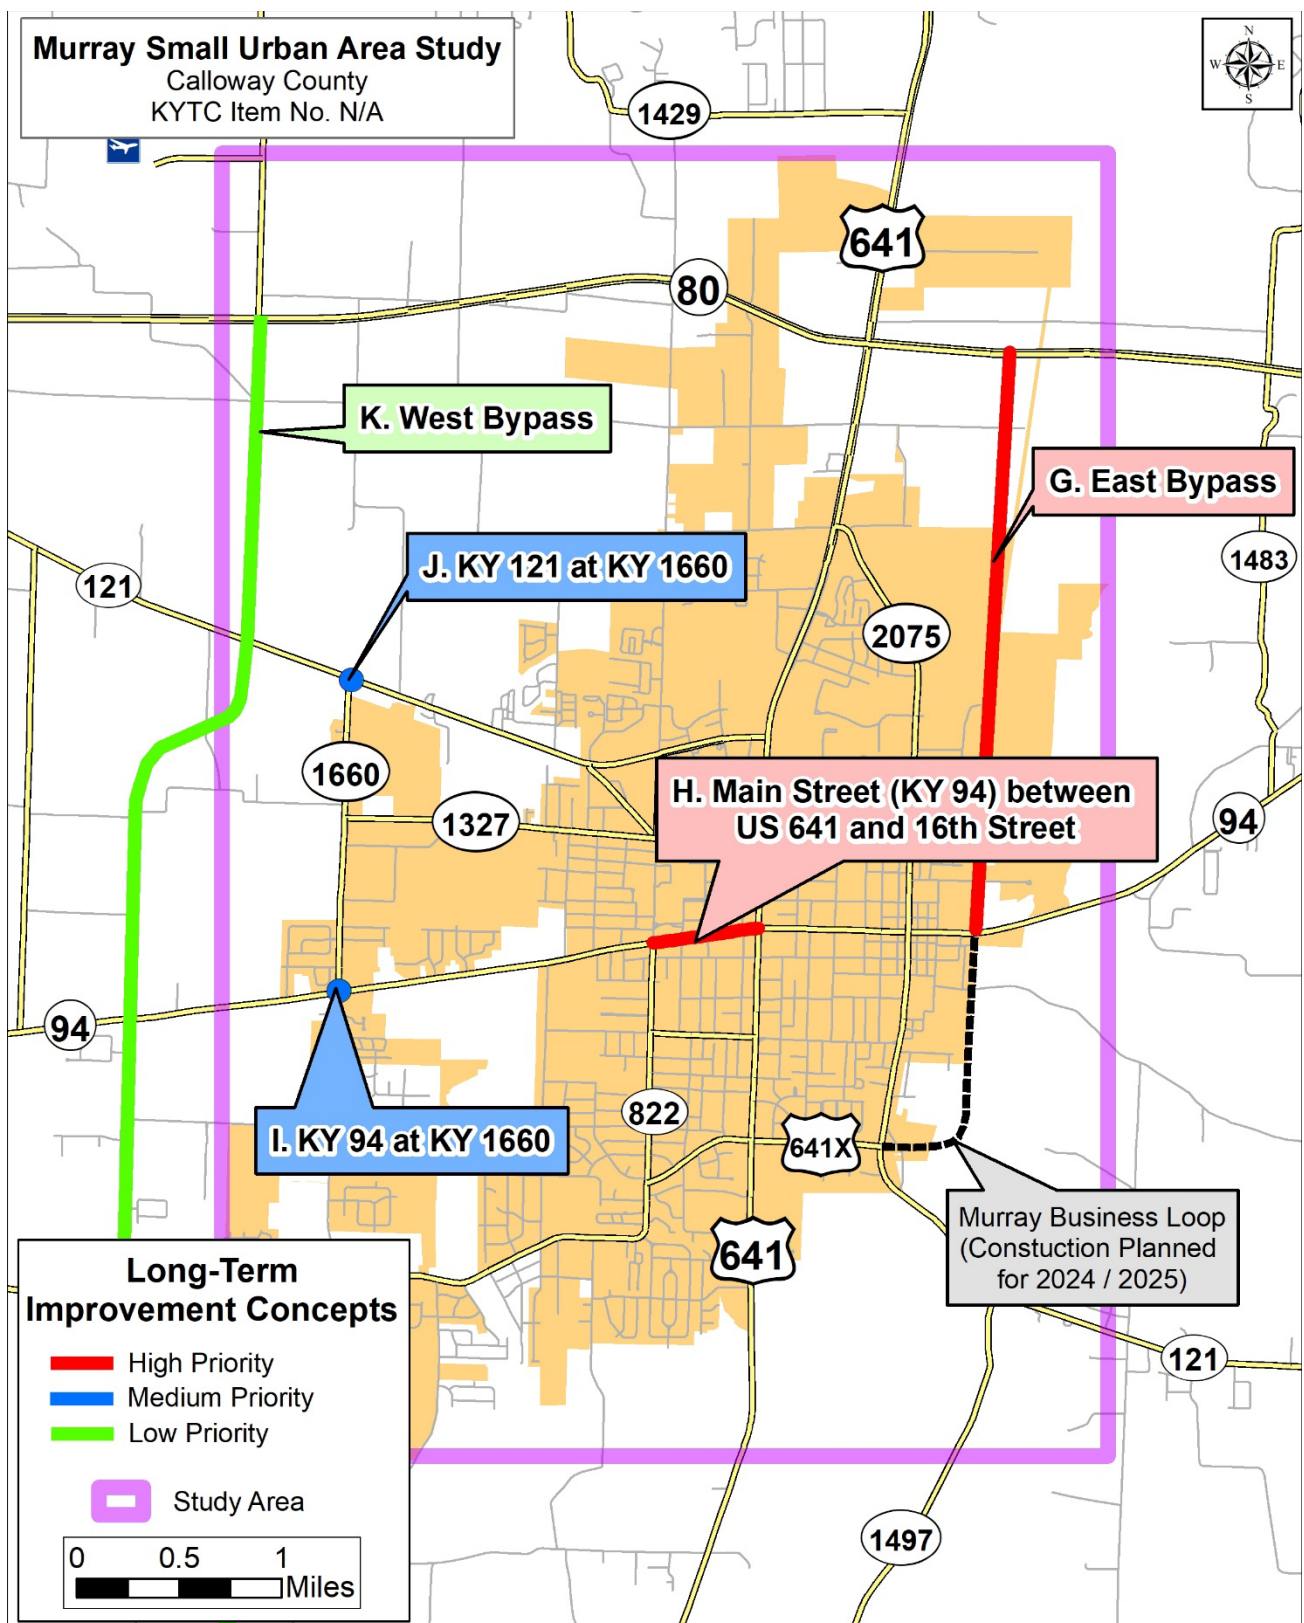 Murray Small Urban Area Study
Calloway County
KYTC Item No. N/A
N
W
E
S
1429
641
80
K. West Bypass
G. East Bypass
J. KY 121 at KY 1660
121
1483
2075
1660
1327
H. Main Street (KY 94) between
US 641 and 16th Street
94
94
I. KY 94 at KY 1660
822
641X
641
Murray Business Loop
(Constuction Planned
for 2024 / 2025)
121
1497
Long-Term
Improvement Concepts
High Priority
Medium Priority
Low Priority
Study Area
0 0.5 1
Miles